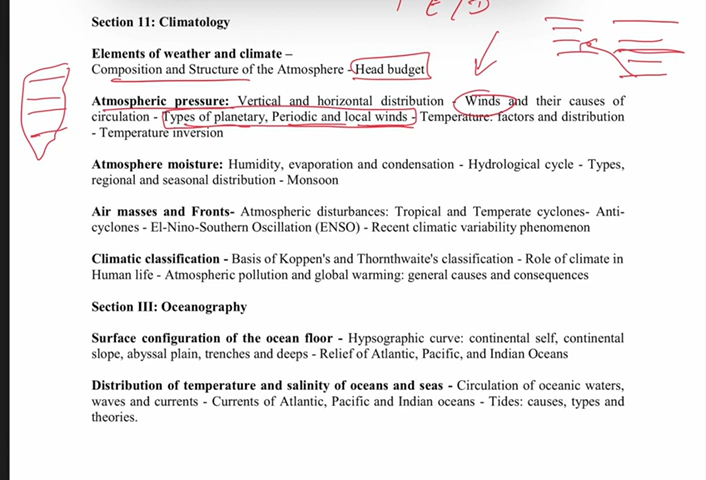 E/D
Section 11: Climatology
Elements of weather and climate –
Composition and Structure of the Atmosphere - Head budget
Atmospheric pressure: Vertical and horizontal distribution - Winds and their causes of
circulation - Types of planetary, Periodic and local winds - Temperature: factors and distribution
- Temperature inversion
Atmosphere moisture: Humidity, evaporation and condensation - Hydrological cycle - Types,
regional and seasonal distribution - Monsoon
Air masses and Fronts- Atmospheric disturbances: Tropical and Temperate cyclones- Anti-
cyclones - El-Nino-Southern Oscillation (ENSO) - Recent climatic variability phenomenon
Climatic classification - Basis of Koppen's and Thornthwaite's classification - Role of climate in
Human life - Atmospheric pollution and global warming: general causes and consequences
Section III: Oceanography
Surface configuration of the ocean floor - Hypsographic curve: continental self, continental
slope, abyssal plain, trenches and deeps - Relief of Atlantic, Pacific, and Indian Oceans
Distribution of temperature and salinity of oceans and seas - Circulation of oceanic waters,
waves and currents - Currents of Atlantic, Pacific and Indian oceans - Tides: causes, types and
theories.